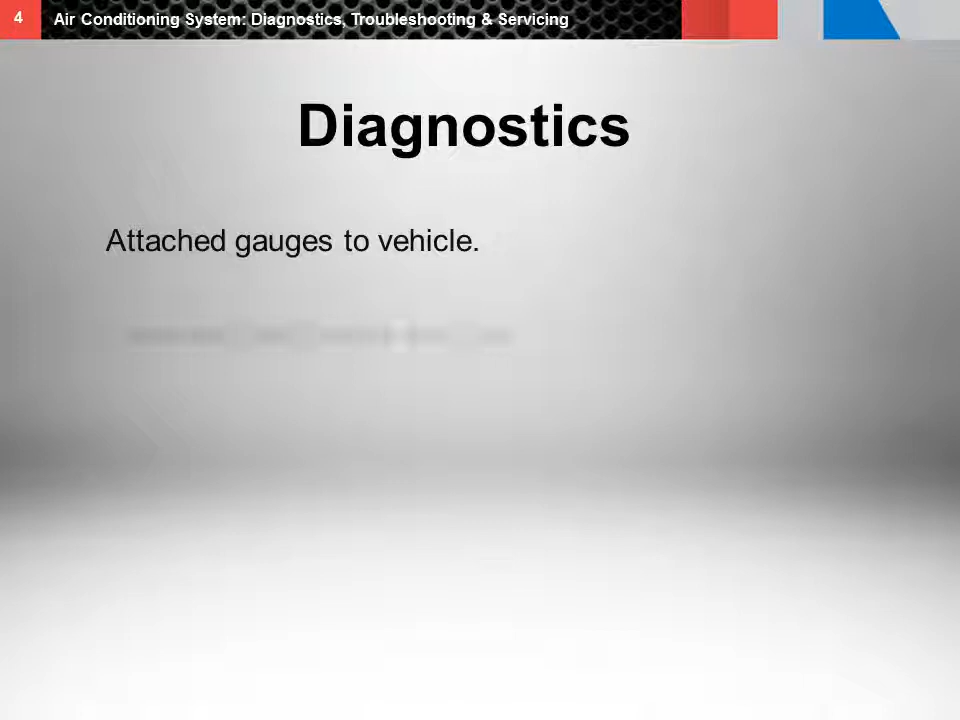 4
Air Conditioning System: Diagnostics, Troubleshooting & Servicing
Diagnostics
Attached gauges to vehicle.